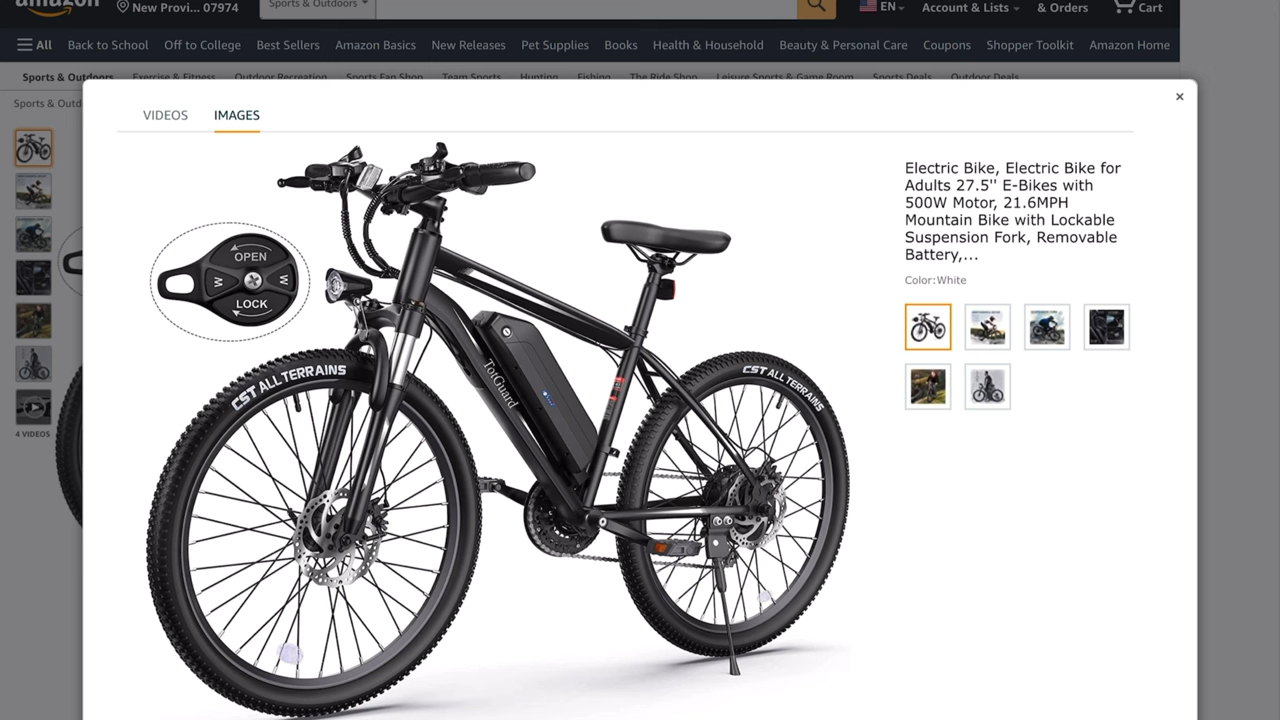 amazon
New Provi... 07974
Sports & Outdoors
EN
Account & Lists
& Orders
Cart
All
Back to School
Off to College
Best Sellers
Amazon Basics
New Releases
Pet Supplies
Books
Health & Household
Beauty & Personal Care
Coupons
Shopper Toolkit
Amazon Home
Sports & Outdoors
Exercise & Fitness
Outdoor Recreation
Sports Fan Shop
Team Sports
Hunting
Fishing
The Ride Shop
Leisure Sports & Game Room
Sports Deals
Outdoor Deals
Sports & Outd
4 VIDEOS
VIDEOS
IMAGES
OPEN
LOCK
CST ALL TERRAINS
TotGuard
CST ALL TERRAINS
Electric Bike, Electric Bike for
Adults 27.5'' E-Bikes with
500W Motor, 21.6MPH
Mountain Bike with Lockable
Suspension Fork, Removable
Battery,...
Color:White